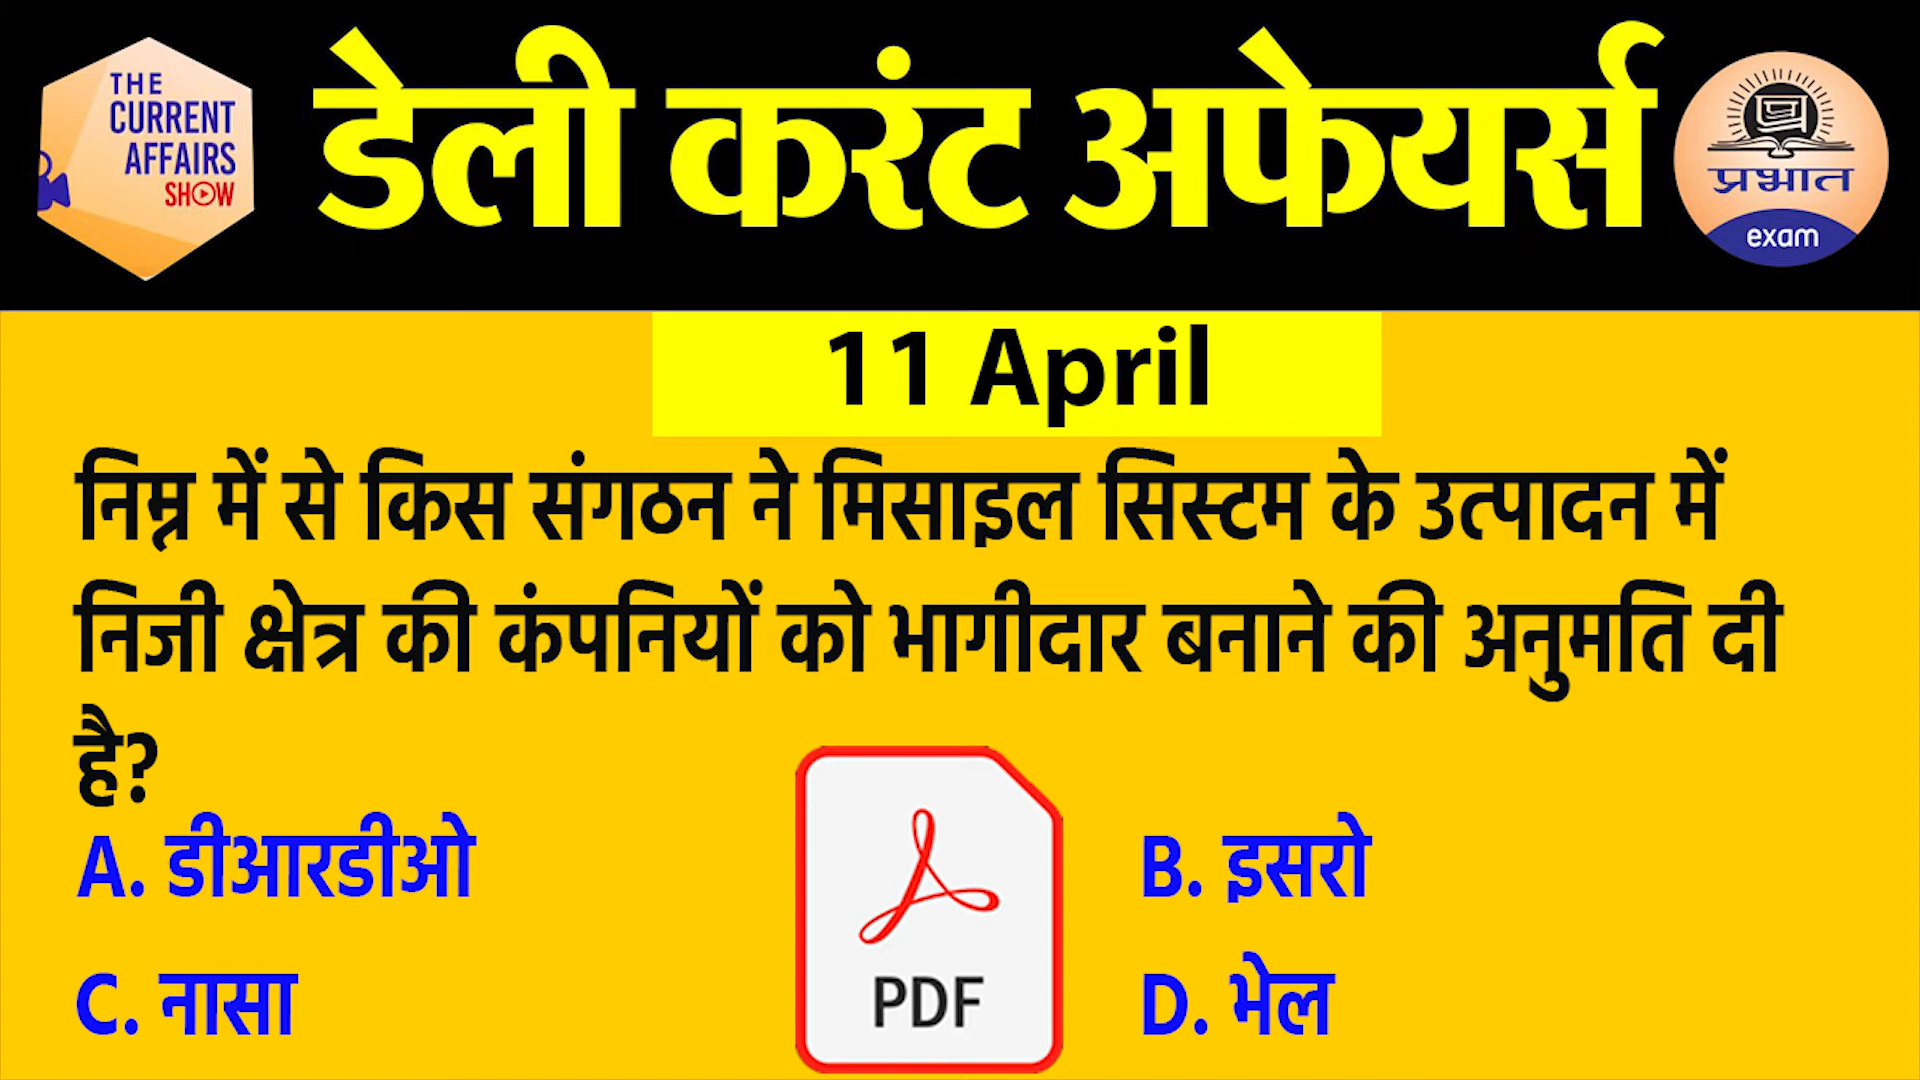 THE
CURRENT
AFFAIRS
SHOW
डेली करंट अफेयर्स
प्रभात
exam
11 April
निम्न में से किस संगठन ने मिसाइल सिस्टम के उत्पादन में
निजी क्षेत्र की कंपनियों को भागीदार बनाने की अनुमति दी
है?
A. डीआरडीओ
B. इसरो
C. नासा
D. भेल
PDF